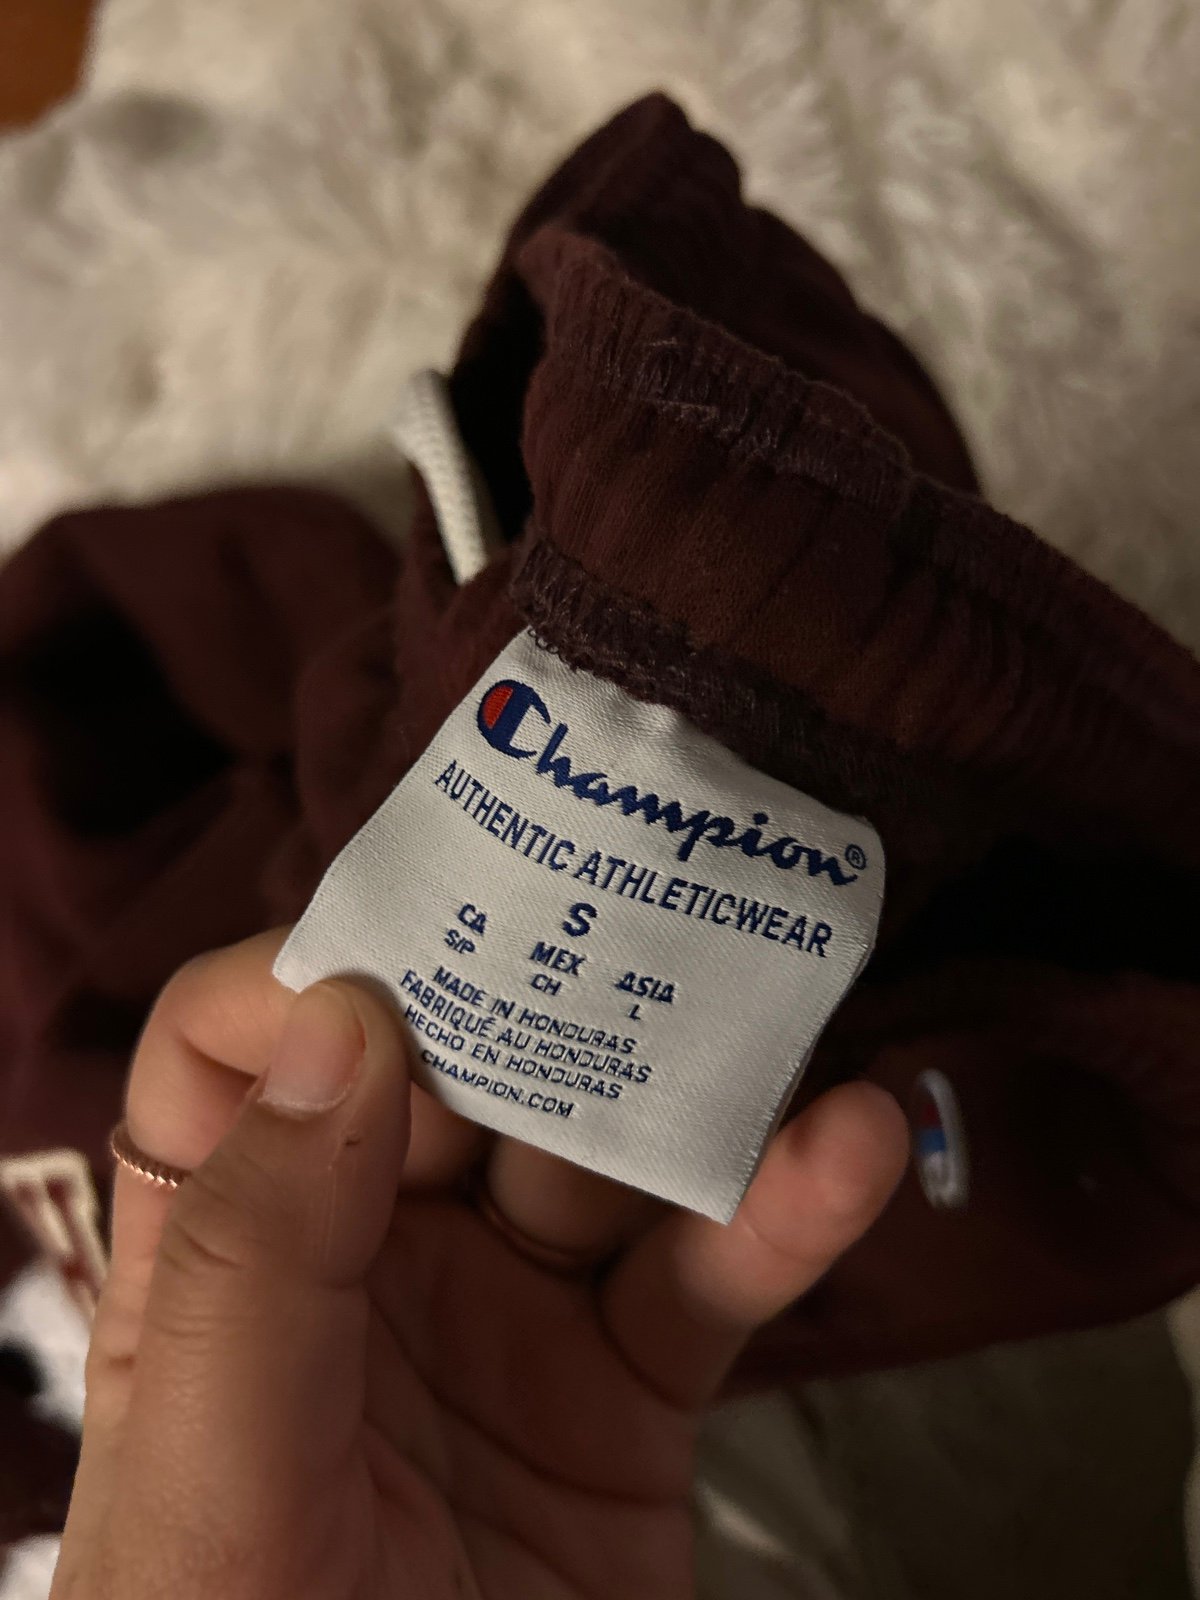 Champion®
AUTHENTIC ATHLETICWEAR
S
CA MEX ASIA
S/P CH L
MADE IN HONDURAS
FABRIQUÉ AU HONDURAS
HECHO EN HONDURAS
CHAMPION.COM